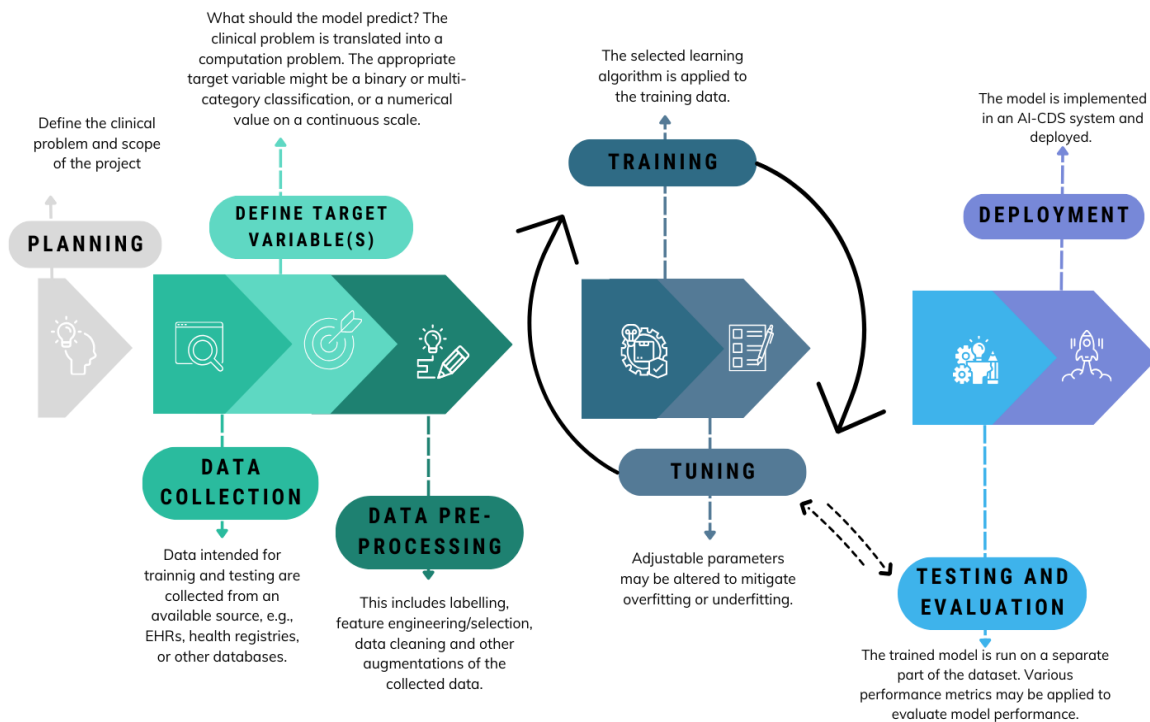 Define the clinical
problem and scope
of the project
PLANNING
What should the model predict? The
clinical problem is translated into a
computation problem. The appropriate
target variable might be a binary or multi-
category classification, or a numerical
value on a continuous scale.
DEFINE TARGET
VARIABLE(S)
DATA
COLLECTION
Data intended for
trainnig and testing are
collected from an
available source, e.g.,
EHRs, health registries,
or other databases.
DATA PRE-
PROCESSING
This includes labelling,
feature engineering/selection,
data cleaning and other
augmentations of the
collected data.
The selected learning
algorithm is applied to
the training data.
TRAINING
TUNING
Adjustable parameters
may be altered to mitigate
overfitting or underfitting.
The model is implemented
in an AI-CDS system and
deployed.
DEPLOYMENT
TESTING AND
EVALUATION
The trained model is run on a separate
part of the dataset. Various
performance metrics may be applied to
evaluate model performance.